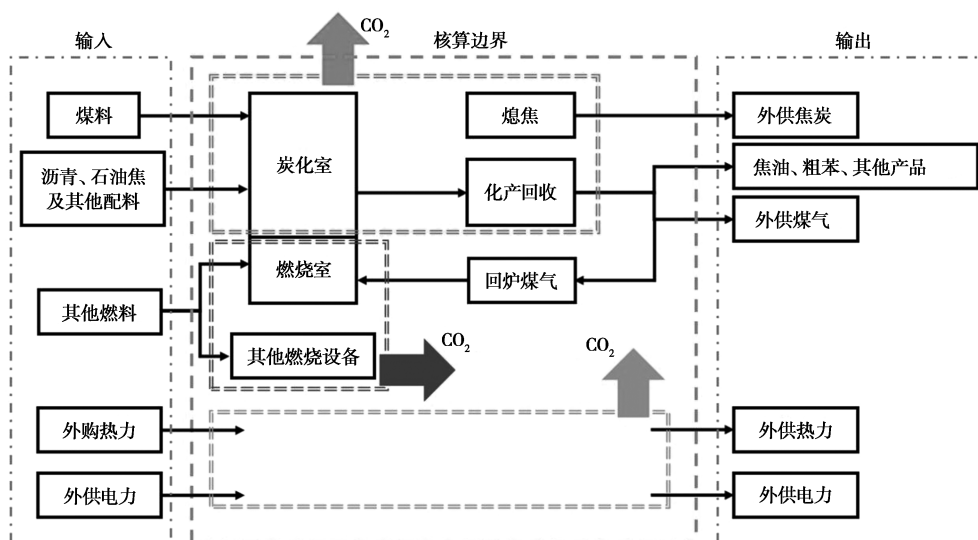 CO₂
输入
核算边界
输出
煤料
炭化室
熄焦
外供焦炭
沥青、石油焦
及其他配料
化产回收
焦油、粗苯、其他产品
外供煤气
燃烧室
回炉煤气
其他燃料
其他燃烧设备
CO₂
CO₂
外购热力
外供热力
外供电力
外供电力